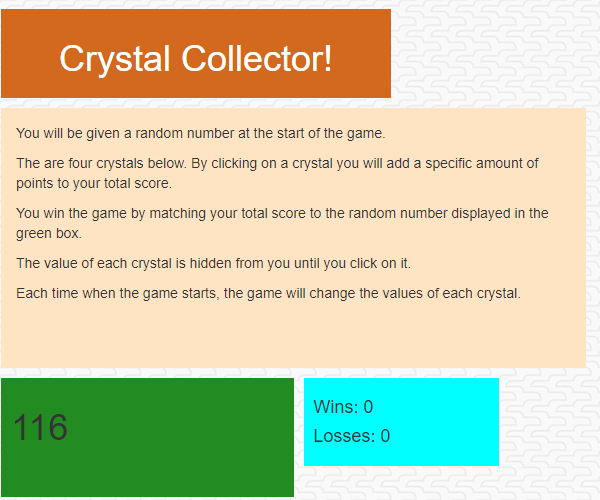 Crystal Collector!
You will be given a random number at the start of the game.
The are four crystals below. By clicking on a crystal you will add a specific amount of
points to your total score.
You win the game by matching your total score to the random number displayed in the
green box.
The value of each crystal is hidden from you until you click on it.
Each time when the game starts, the game will change the values of each crystal.
116
Wins: 0
Losses: 0